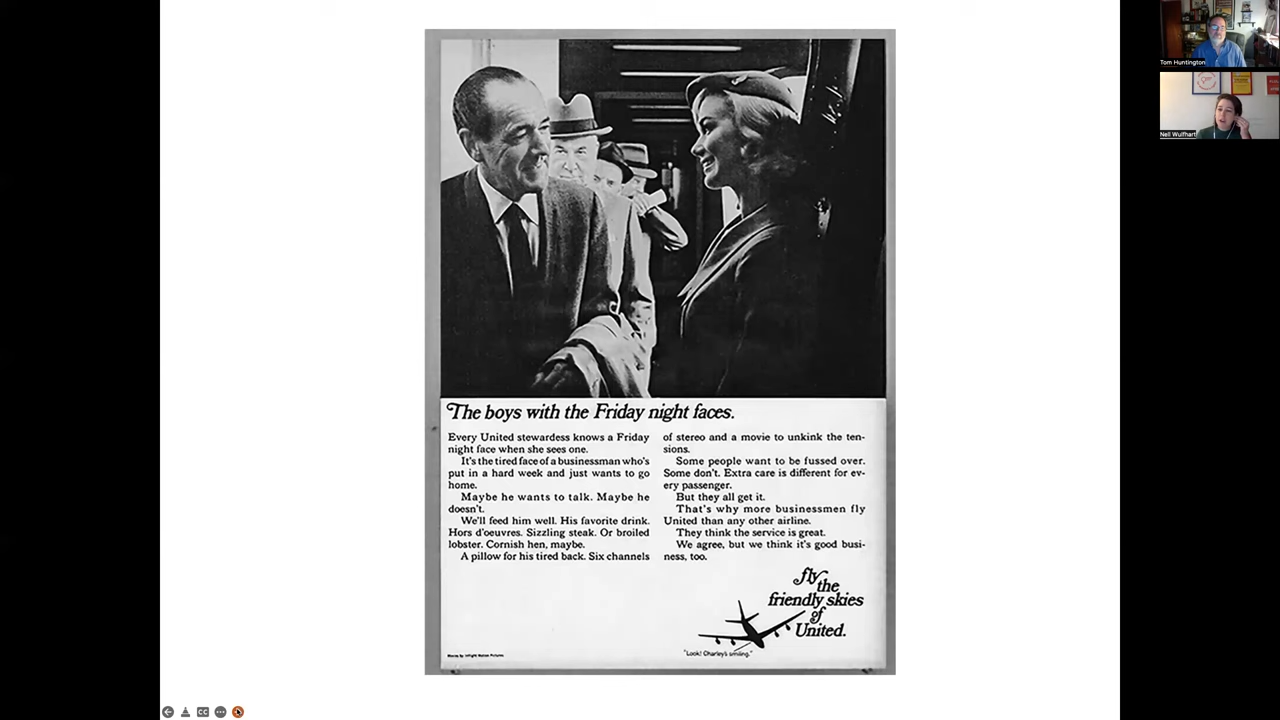 Tom Huntington
Nell Wulfhart
The boys with the Friday night faces.
Every United stewardess knows a Friday
night face when she sees one.
It's the tired face of a businessman who's
put in a hard week and just wants to go
home.
Maybe he wants to talk. Maybe he
doesn't.
We'll feed him well. His favorite drink.
Hors d'oeuvres. Sizzling steak. Or broiled
lobster. Cornish hen, maybe.
A pillow for his tired back. Six channels
of stereo and a movie to unkink the ten-
sions.
Some people want to be fussed over.
Some don't. Extra care is different for ev-
ery passenger.
But they all get it.
That's why more businessmen fly
United than any other airline.
They think the service is great.
We agree, but we think it's good busi-
ness, too.
fly
the
friendly skies
of
United.
"Look! Charley's smiling."
Movies by Inflight Motion Pictures.
CC